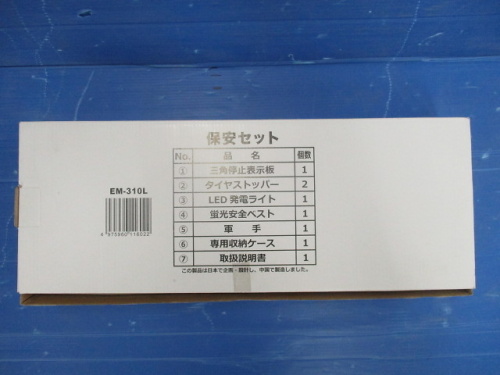 保安セット
No. 品 名 個数
① 三角停止表示板 1
② タイヤストッパー 2
③ LED発電ライト 1
④ 蛍光安全ベスト 1
⑤ 軍 手 1
⑥ 専用収納ケース 1
⑦ 取扱説明書 1
この製品は日本で企画・設計し、中国で製造しました。
EM-310L